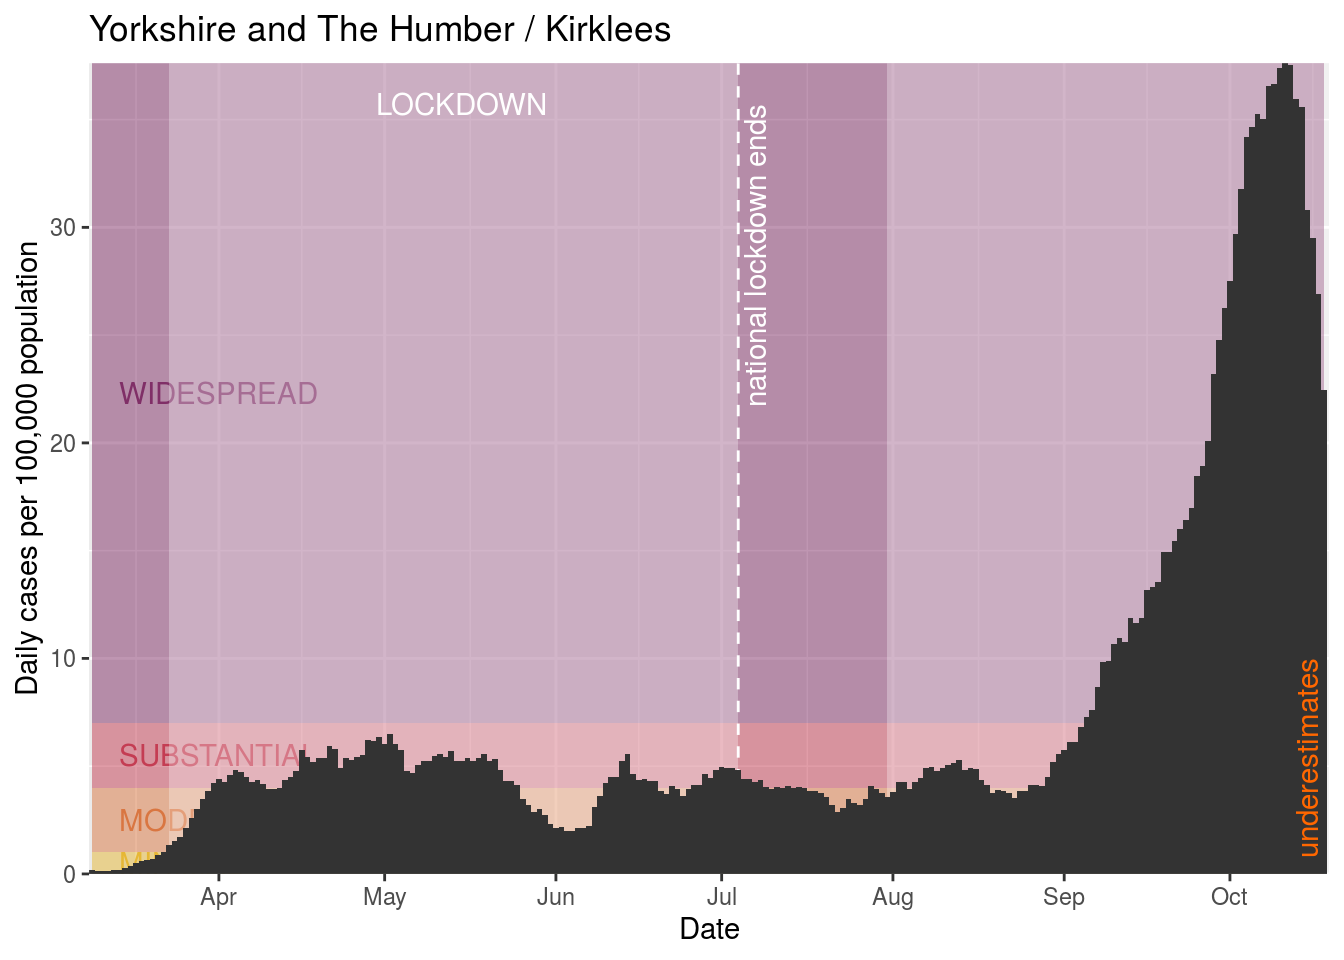 Yorkshire and The Humber / Kirklees
LOCKDOWN
national lockdown ends
WIDESPREAD
SUBSTANTIAL
underestimates
Daily cases per 100,000 population
30
20
10
0
Apr
May
Jun
Jul
Aug
Sep
Oct
Date